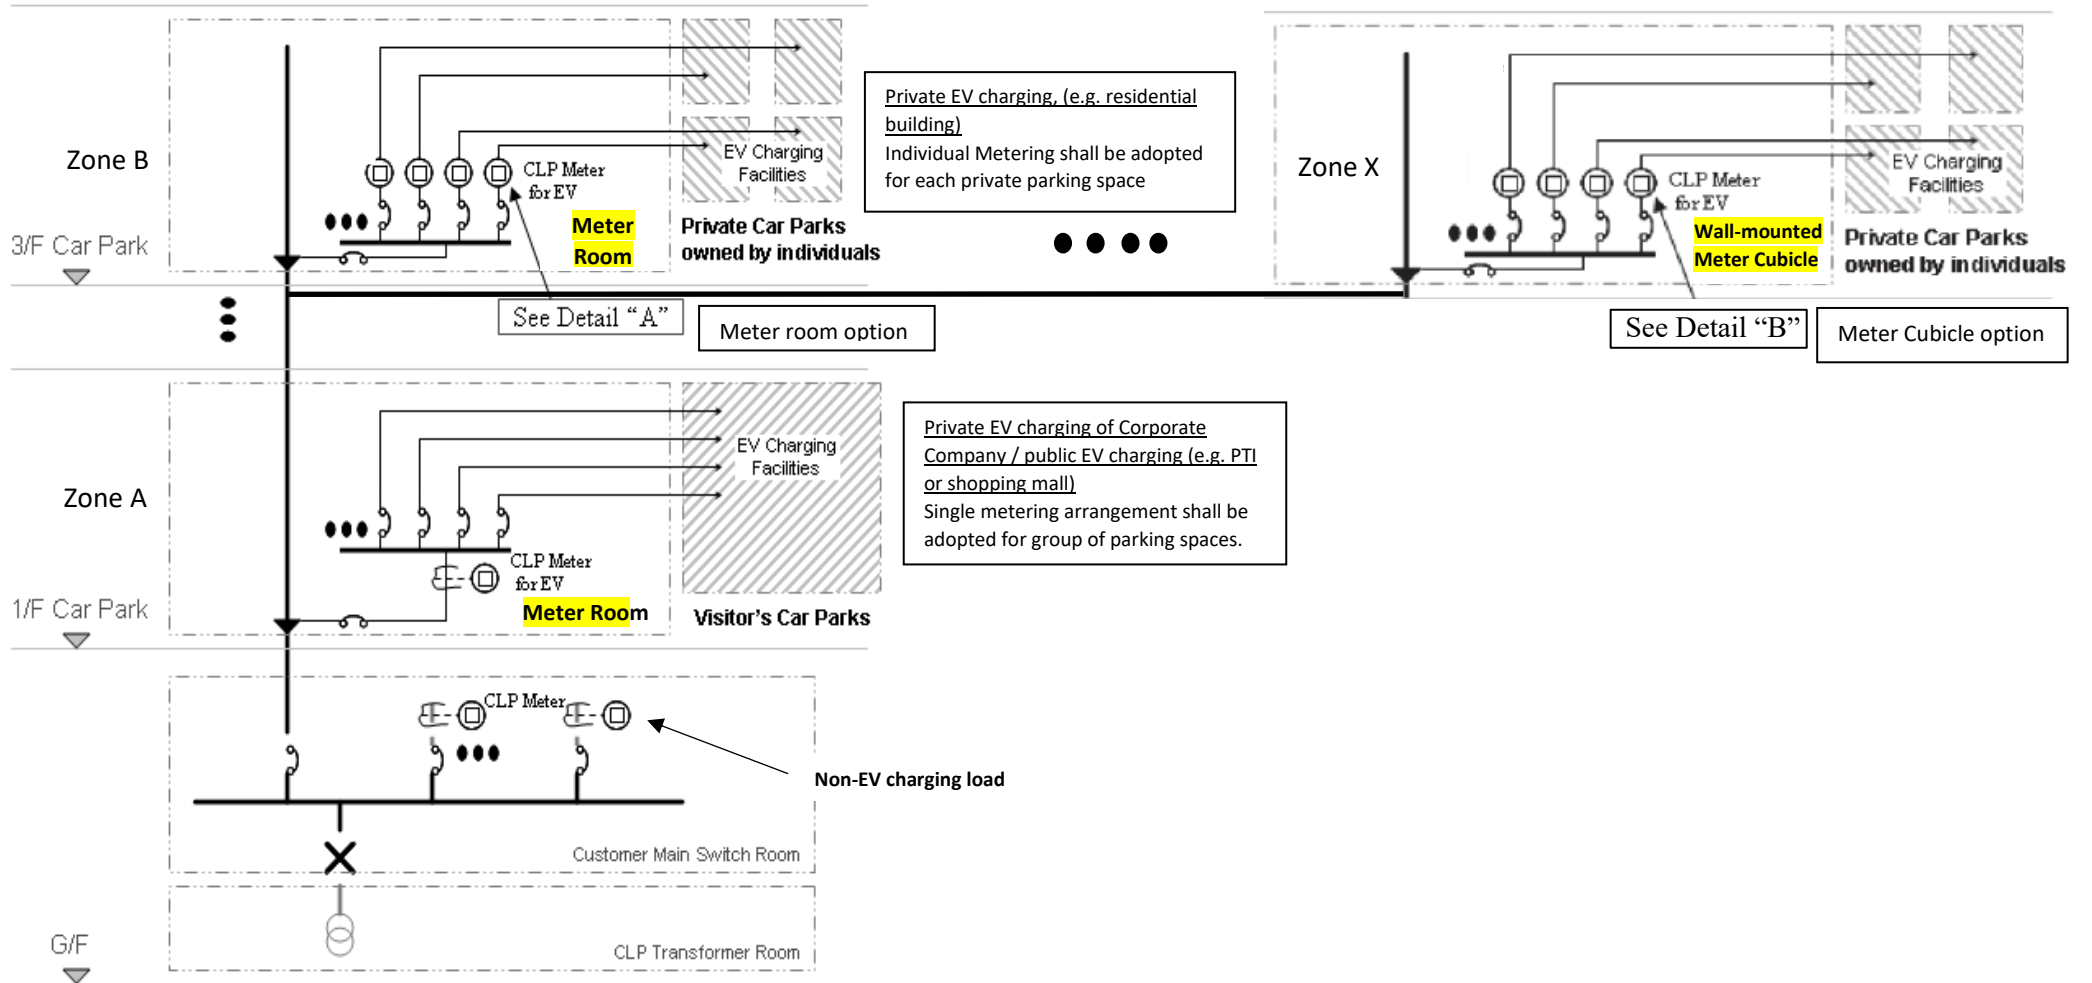 Zone B
3/F Car Park
EV Charging
Facilities
CLP Meter
for EV
Meter
Room
Private Car Parks
owned by individuals
Private EV charging, (e.g. residential
building)
Individual Metering shall be adopted
for each private parking space
Zone X
EV Charging
Facilities
CLP Meter
for EV
Wall-mounted
Meter Cubicle
Private Car Parks
owned by individuals
See Detail “A”
Meter room option
See Detail “B”
Meter Cubicle option
Zone A
1/F Car Park
EV Charging
Facilities
CLP Meter
for EV
Meter Room
Visitor's Car Parks
Private EV charging of Corporate
Company / public EV charging (e.g. PTI
or shopping mall)
Single metering arrangement shall be
adopted for group of parking spaces.
CLP Meter
Non-EV charging load
Customer Main Switch Room
G/F
CLP Transformer Room